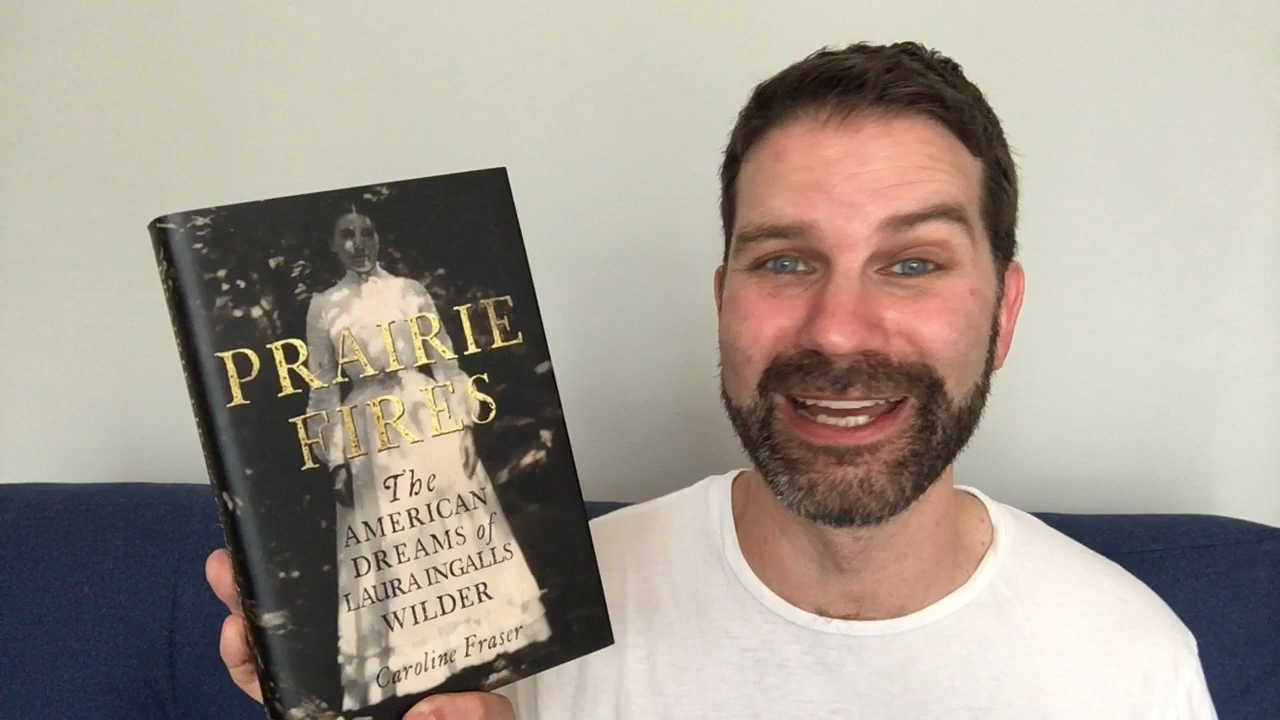 PRAIRIE
FIRES
The
AMERICAN
DREAMS of
LAURA INGALLS
WILDER
Caroline Fraser